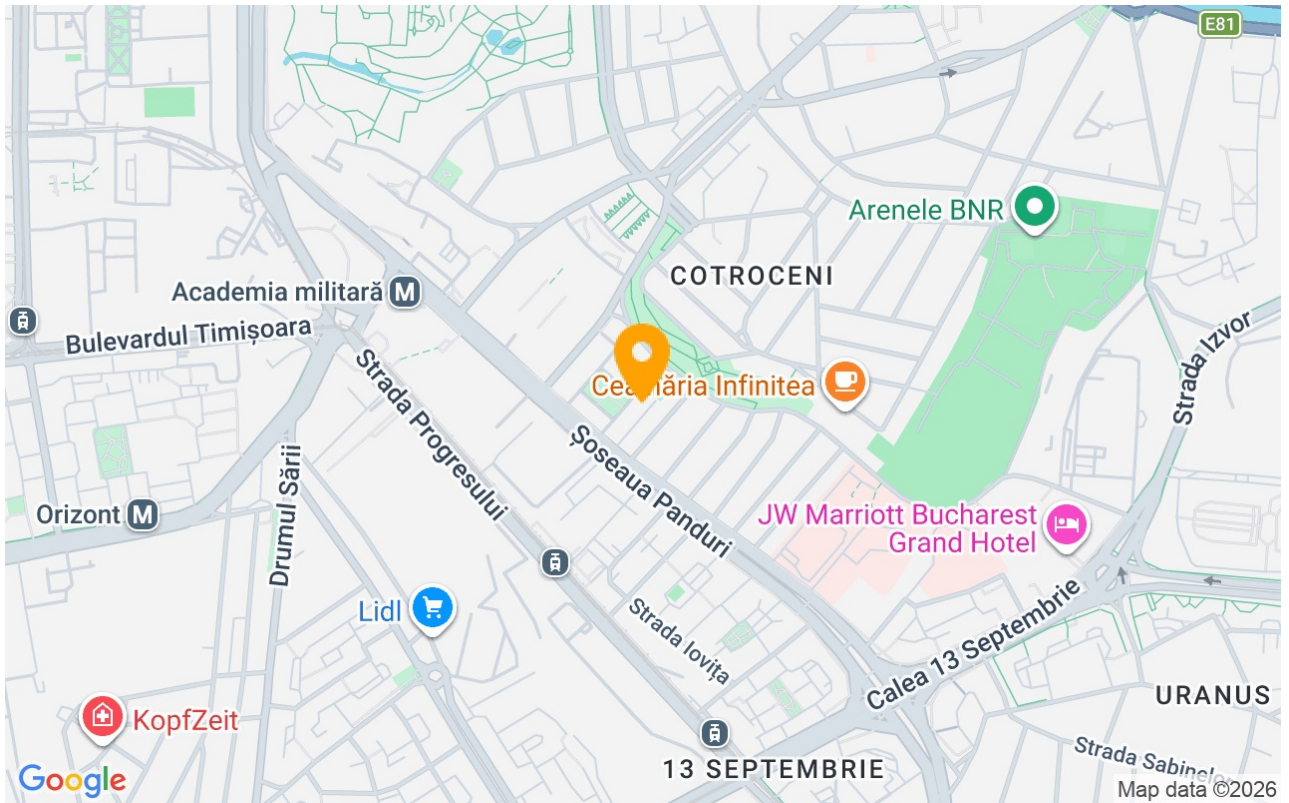 E81
Arenele BNR
COTROCENI
Academia militară M
Bulevardul Timișoara
Strada Izvor
Infinitea
Strada Progresului
Șoseaua Panduri
Drumul Sării
Orizont M
JW Marriott Bucharest
Grand Hotel
Lidl
Strada Iovița
Calea 13 Septembrie
URANUS
KopfZeit
13 SEPTEMBRIE
Strada
Google
Map data ©2026